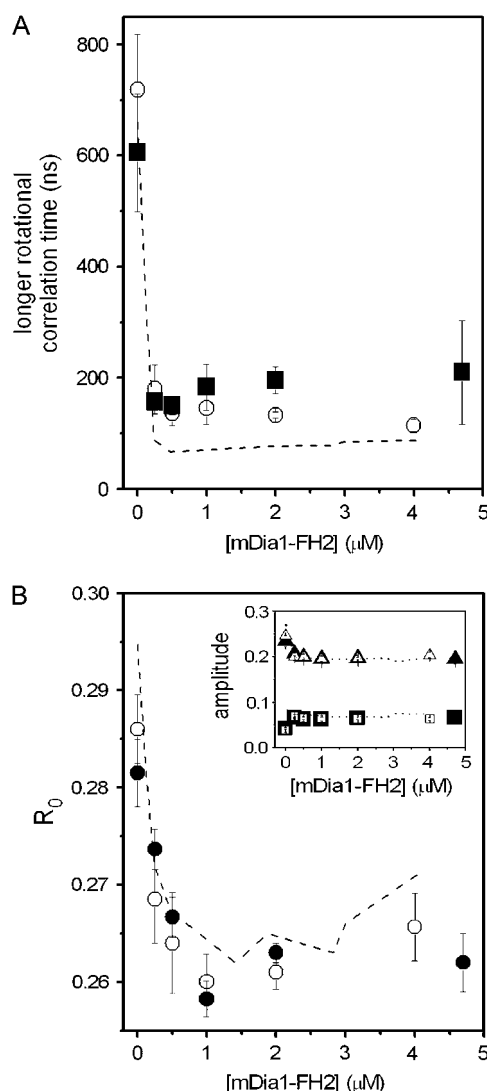 A
longer rotational
correlation time (ns)
800
600
400
200
0
0 1 2 3 4 5
[mDia1-FH2] (μM)
B
R0
0.30
0.29
0.28
0.27
0.26
amplitude
0.3
0.2
0.1
0.0
0 1 2 3 4 5
[mDia1-FH2] (μM)
0 1 2 3 4 5
[mDia1-FH2] (μM)